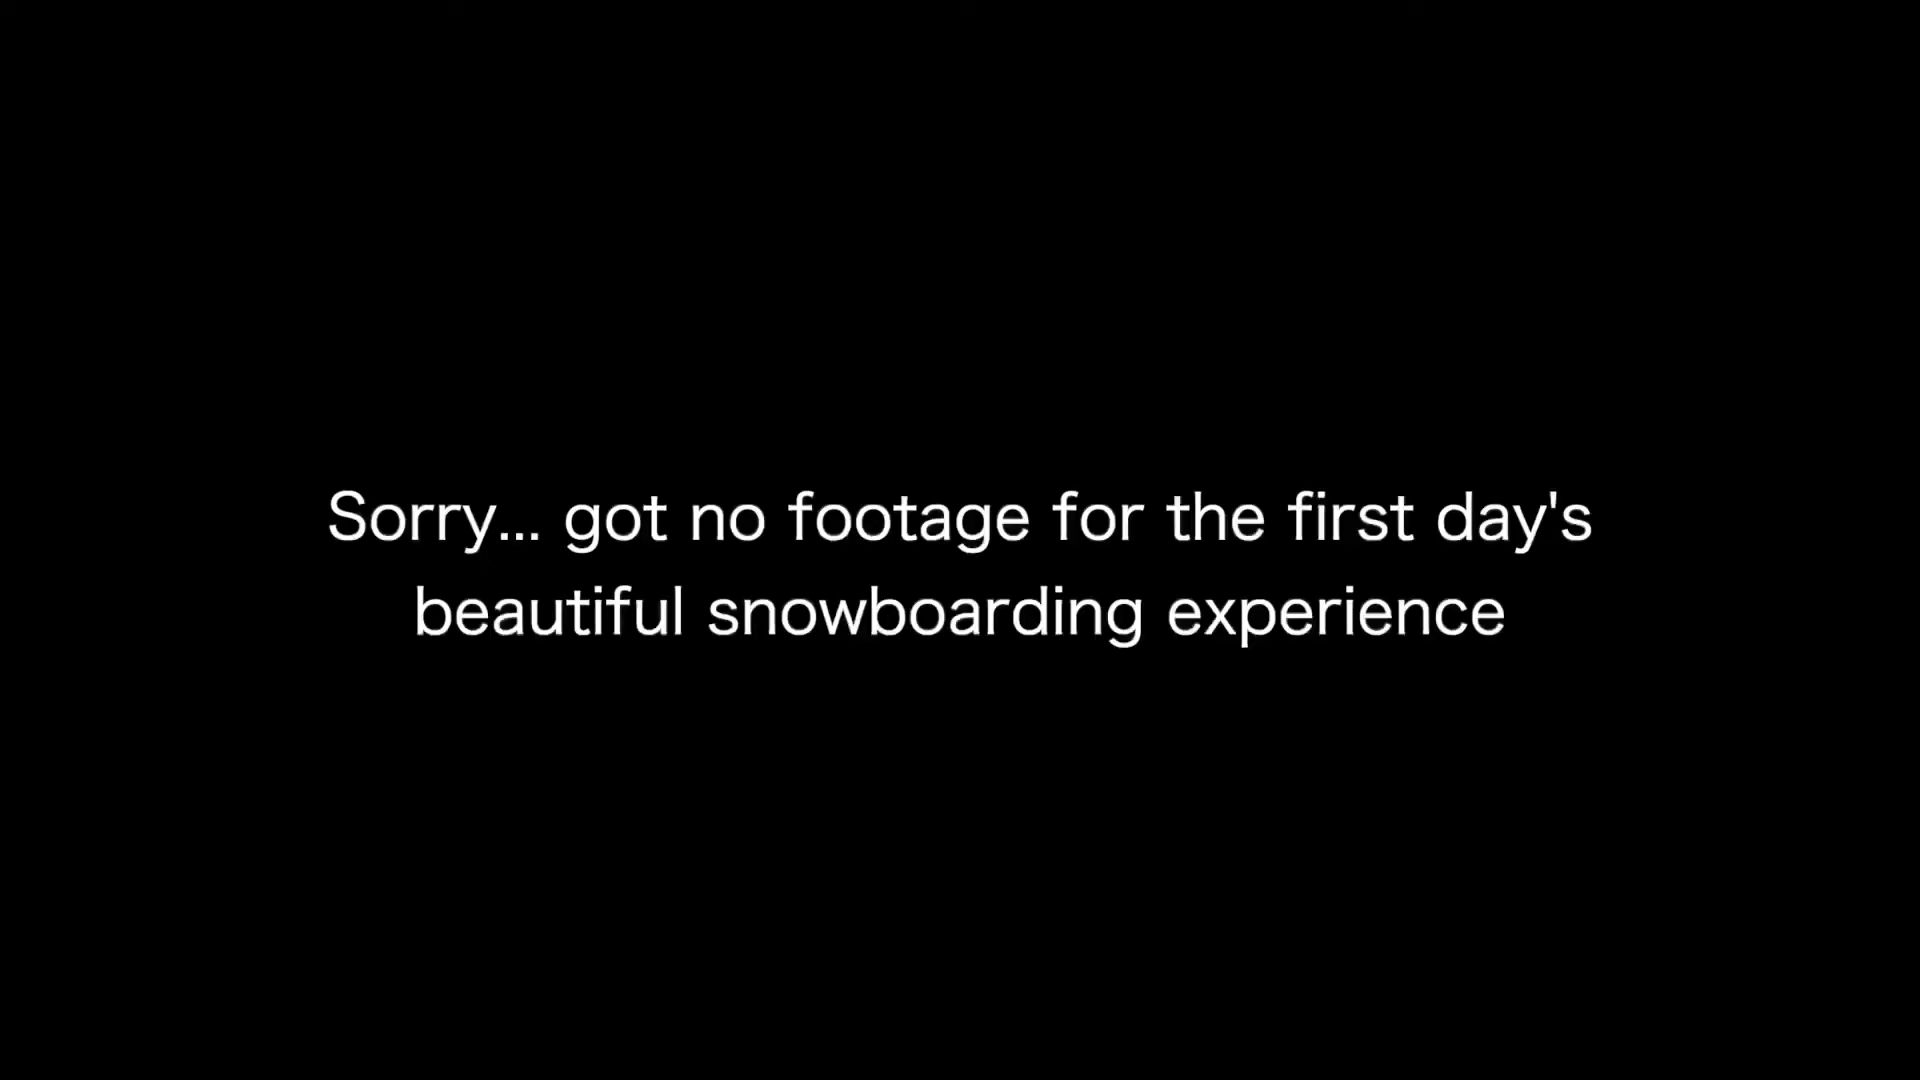 Sorry... got no footage for the first day's
beautiful snowboarding experience